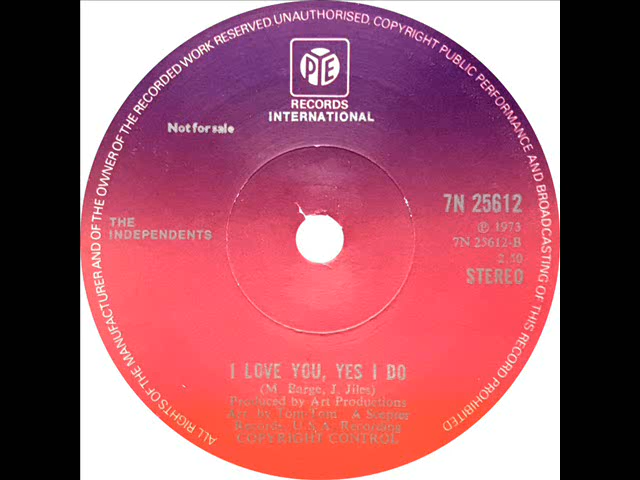 ALL RIGHTS OF THE MANUFACTURER AND OF THE OWNER OF THE RECORDED WORK RESERVED. UNAUTHORISED, COPYRIGHT PUBLIC PERFORMANCE AND BROADCASTING OF THIS RECORD PROHIBITED
PYE
RECORDS
INTERNATIONAL
Not for sale
THE
INDEPENDENTS
7N 25612
℗ 1973
7N 25612-B
2.50
STEREO
I LOVE YOU, YES I DO
(M. Barge, J. Jiles)
Produced by Art Productions
Arr. by Tom-Tom A Scepter
Records, U.S.A. Recording
COPYRIGHT CONTROL